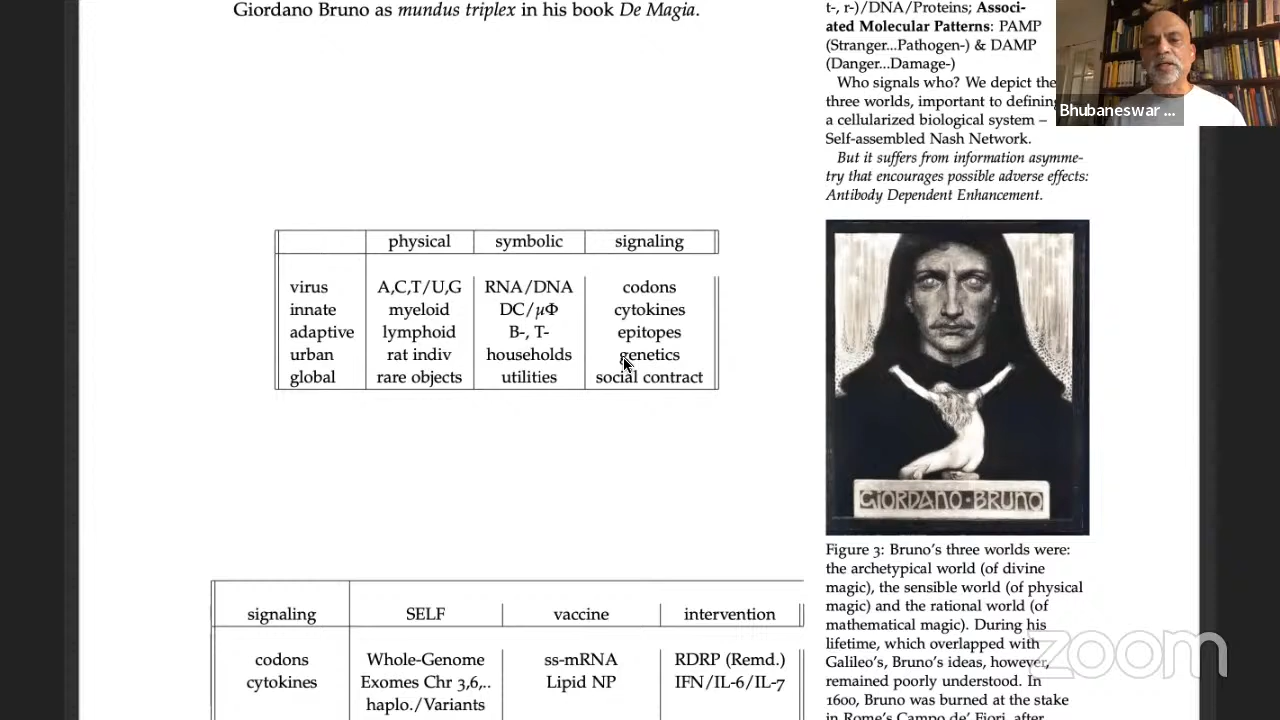 Giordano Bruno as mundus triplex in his book De Magia.
physical symbolic signaling
virus A,C,T/U,G RNA/DNA codons
innate myeloid DC/μΦ cytokines
adaptive lymphoid B-, T- epitopes
urban rat indiv households genetics
global rare objects utilities social contract
signaling SELF vaccine intervention
codons Whole-Genome ss-mRNA RDRP (Remd.)
cytokines Exomes Chr 3,6,.. Lipid NP IFN/IL-6/IL-7
haplo./Variants
t-, r-)/DNA/Proteins; Associ-
ated Molecular Patterns: PAMP
(Stranger...Pathogen-) & DAMP
(Danger...Damage-)
Who signals who? We depict the
three worlds, important to defining
a cellularized biological system –
Self-assembled Nash Network.
But it suffers from information asymme-
try that encourages possible adverse effects:
Antibody Dependent Enhancement.
GIORDANO·BRUNO
Figure 3: Bruno's three worlds were:
the archetypical world (of divine
magic), the sensible world (of physical
magic) and the rational world (of
mathematical magic). During his
lifetime, which overlapped with
Galileo's, Bruno's ideas, however,
remained poorly understood. In
1600, Bruno was burned at the stake
in Rome's Campo de' Fiori, after
Bhubaneswar ...
zoom